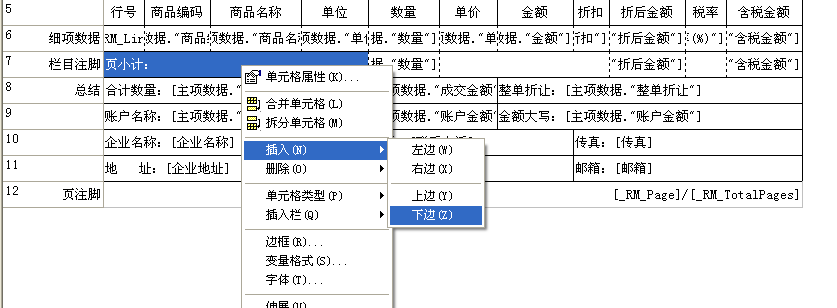 5 行号 商品编码 商品名称 单位 数量 单价 金额 折扣 折后金额 税率 含税金额
6 细项数据 RM_Lir 数据."商品 项数据."商品名 项数据."单 据."数量"] 数据."单 数据."金额"] 折扣"] "折后金额"] (%)"] "含税金额"]
7 栏目注脚 页小计: 据."数量"] "折后金额"] "含税金额"]
8 总结 合计数量: [主项数据. 项数据."成交金额" 整单折让: [主项数据."整单折让"]
9 账户名称: [主项数据. 项数据."账户金额" 金额大写: [主项数据."账户金额"]
10 企业名称: [企业名称] 传真: [传真]
11 地 址: [企业地址] 邮箱: [邮箱]
12 页注脚 [_RM_Page]/[_RM_TotalPages]
单元格属性(K)...
合并单元格(L)
拆分单元格(M)
插入(N)
删除(O)
单元格类型(P)
插入栏(Q)
边框(R)...
变量格式(S)...
字体(T)...
左边(W)
右边(X)
上边(Y)
下边(Z)